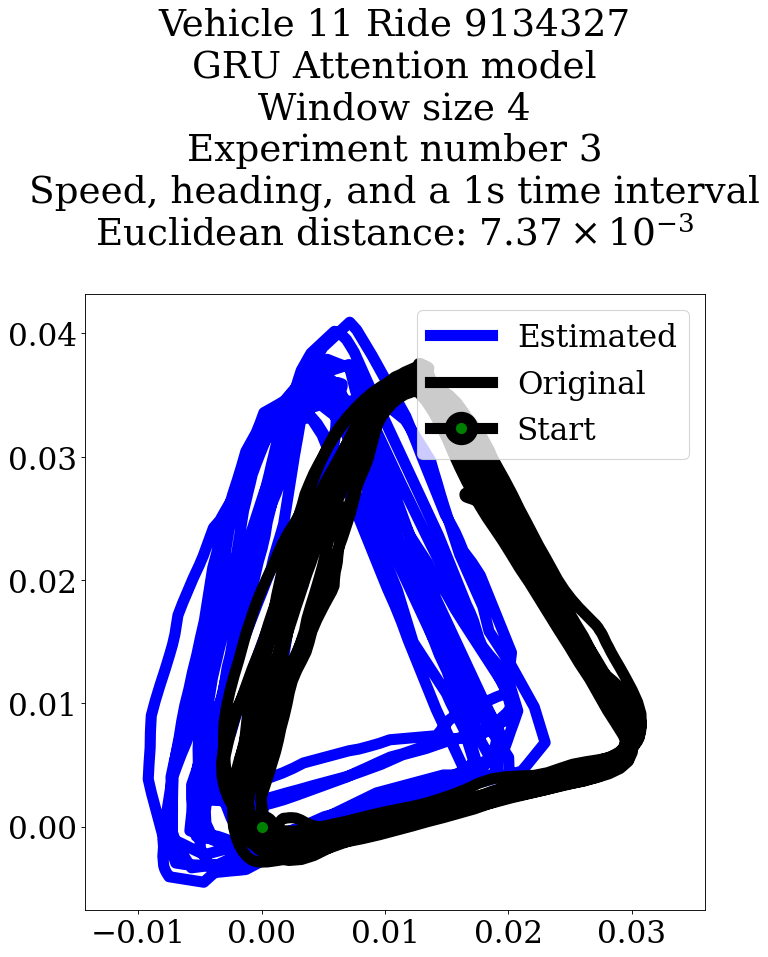 Vehicle 11 Ride 9134327
GRU Attention model
Window size 4
Experiment number 3
Speed, heading, and a 1s time interval
Euclidean distance: 7.37 × 10⁻³
Estimated
Original
Start
0.04
0.03
0.02
0.01
0.00
−0.01 0.00 0.01 0.02 0.03